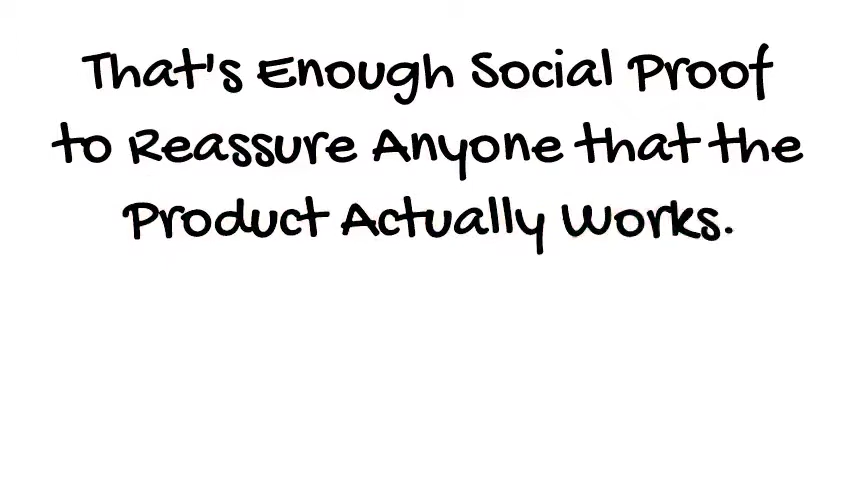 That's Enough Social Proof
to Reassure Anyone that the
Product Actually Works.